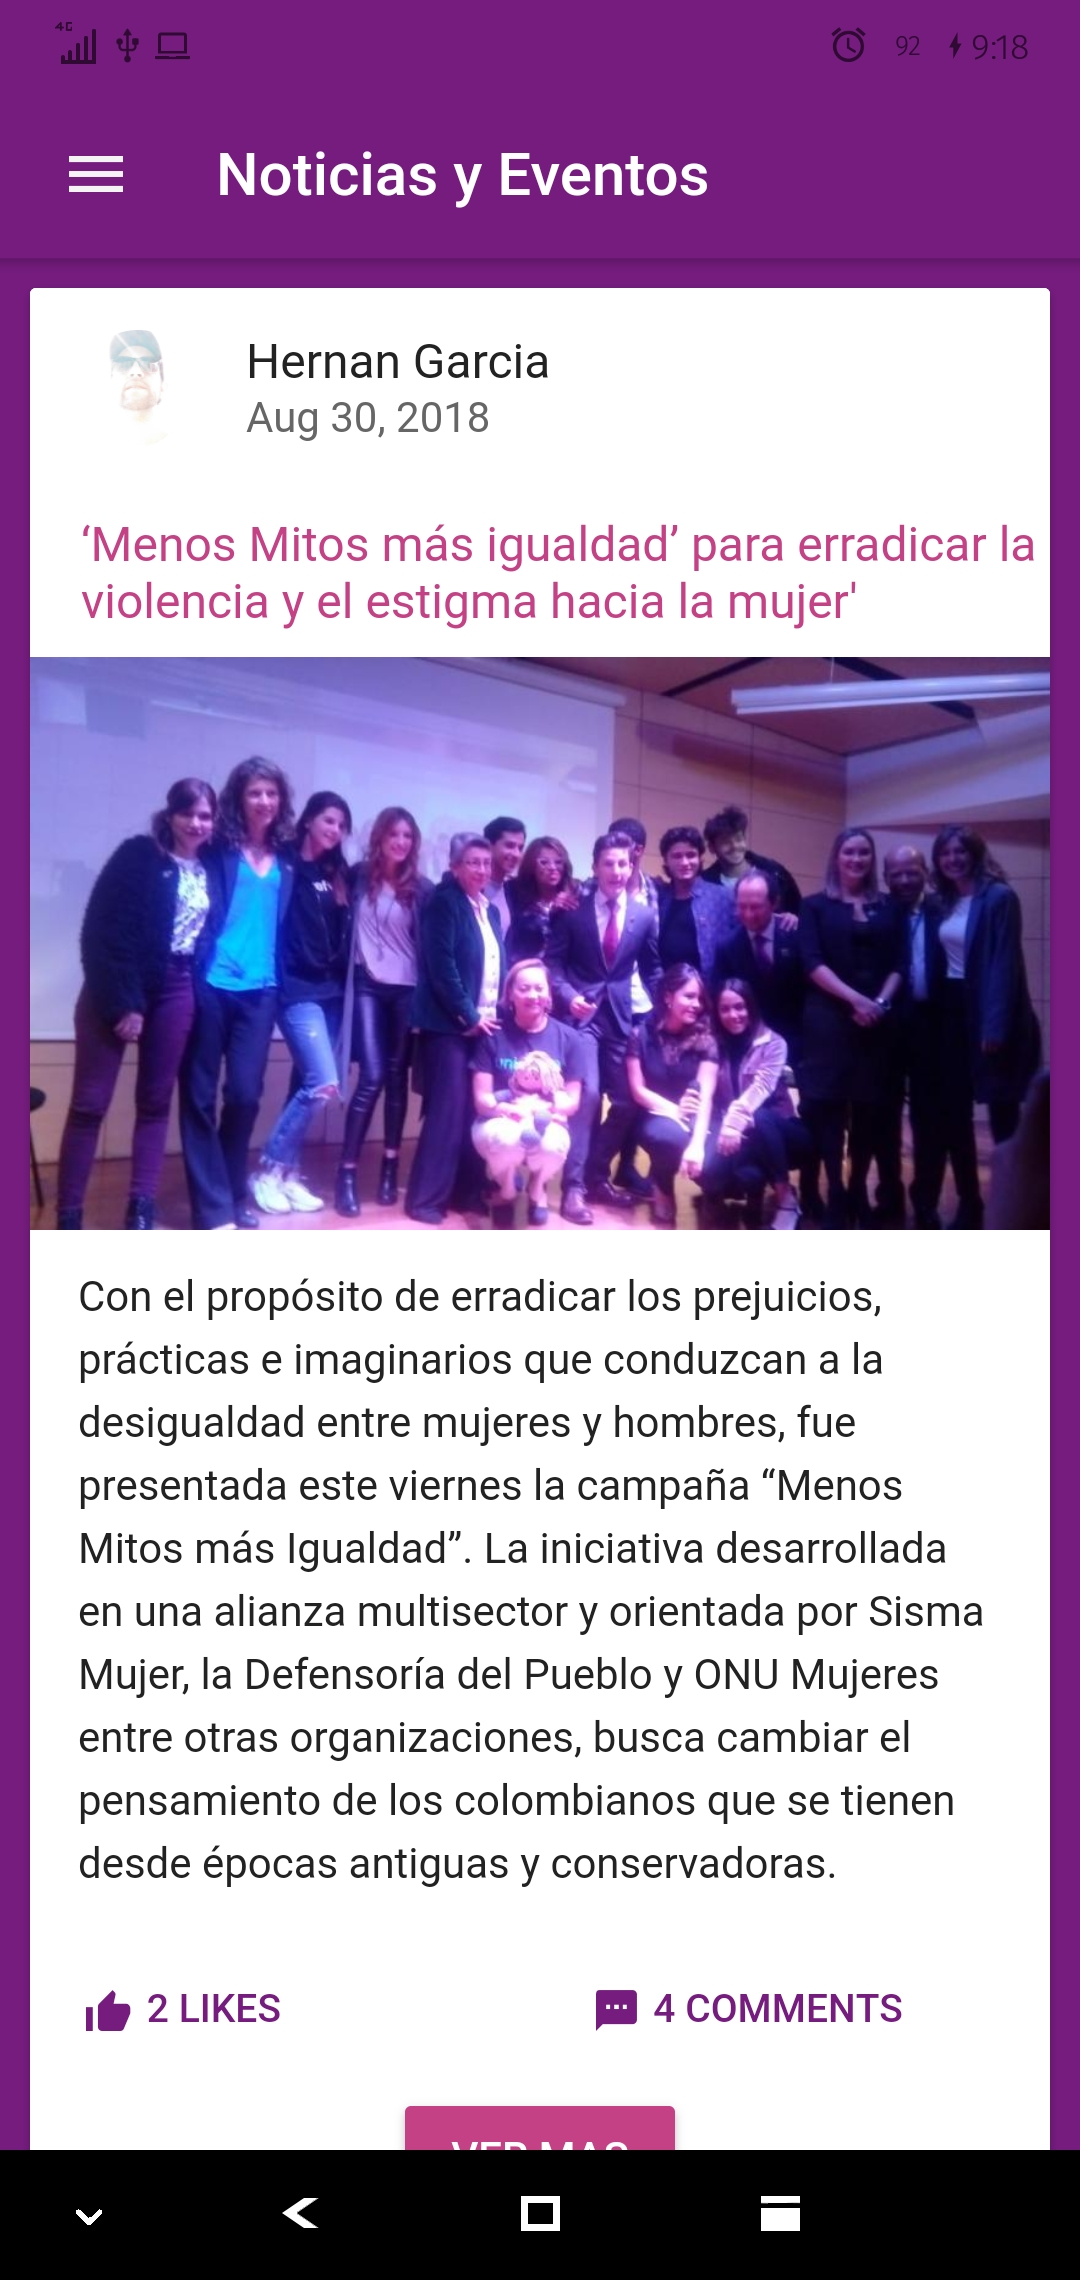 4G
92 9:18
Noticias y Eventos
Hernan Garcia
Aug 30, 2018
‘Menos Mitos más igualdad’ para erradicar la
violencia y el estigma hacia la mujer'
Con el propósito de erradicar los prejuicios,
prácticas e imaginarios que conduzcan a la
desigualdad entre mujeres y hombres, fue
presentada este viernes la campaña “Menos
Mitos más Igualdad”. La iniciativa desarrollada
en una alianza multisector y orientada por Sisma
Mujer, la Defensoría del Pueblo y ONU Mujeres
entre otras organizaciones, busca cambiar el
pensamiento de los colombianos que se tienen
desde épocas antiguas y conservadoras.
2 LIKES
4 COMMENTS
VER MAS